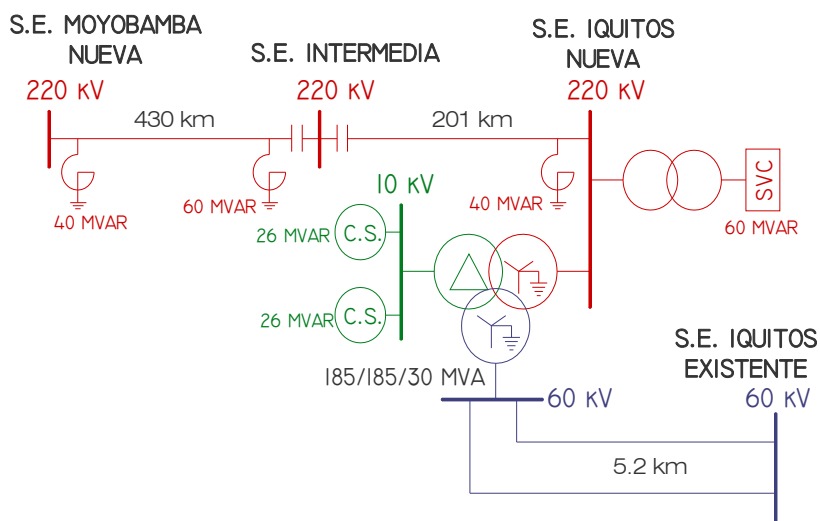 S.E. MOYOBAMBA
NUEVA
S.E. INTERMEDIA
S.E. IQUITOS
NUEVA
220 KV
220 KV
220 KV
430 km
201 km
40 MVAR
60 MVAR
40 MVAR
SVC
60 MVAR
10 KV
26 MVAR
C.S.
26 MVAR
C.S.
185/185/30 MVA
60 KV
S.E. IQUITOS
EXISTENTE
60 KV
5.2 km